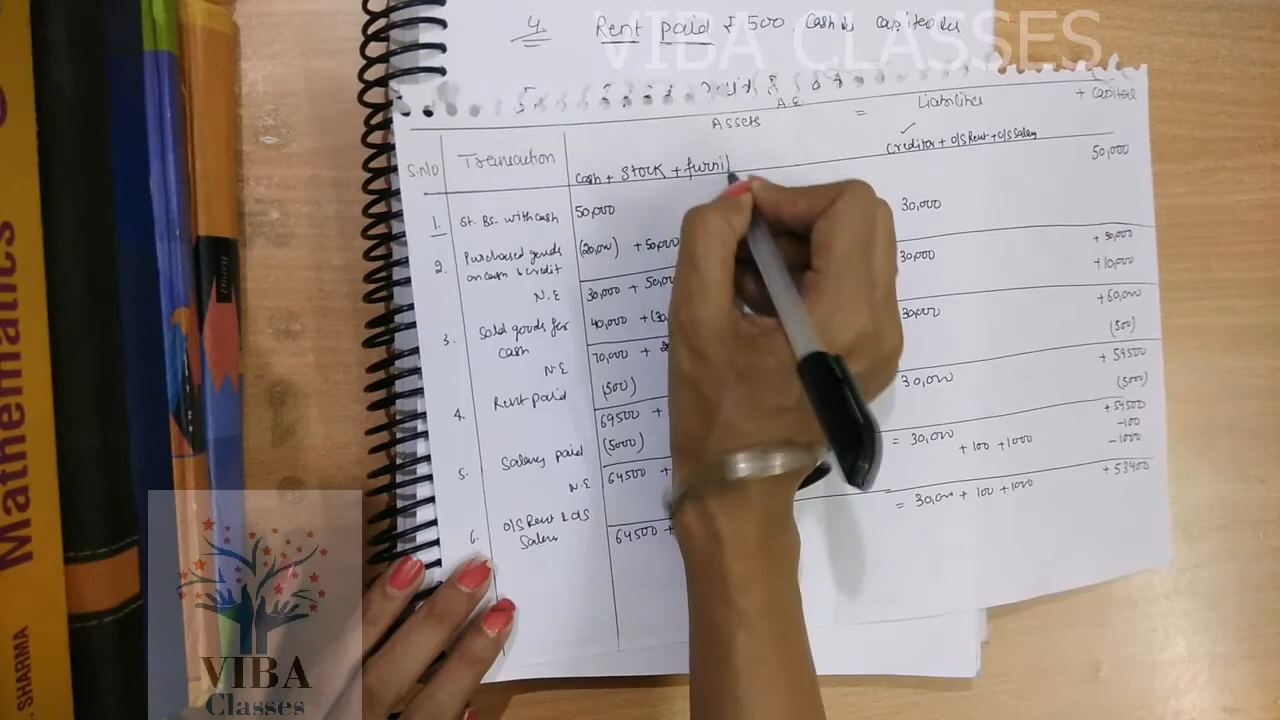 VIBA CLASSES
4. Rent paid ₹500 Cash &
A.E.
Assets = Liabilities + Capital
S.No Transaction Cash + Stock + furni Creditor + O/S Rent + O/S Salary
1. St. Bs. with cash 50,000 50,000
2. Purchased goods on cash & credit (20,000) + 50,000 30,000
N.E 30,000 + 50,00 30,000 + 50,000
3. Sold goods for cash 40,000 + (30, + 10,000
N.E 70,000 + 30,000 + 60,000
4. Rent paid (500) (500)
69500 + 30,000 + 59500
5. Salary paid (5000) (5000)
N.E 64500 + = 30,000 + 54500
6. O/S Rent & O/S Salary + 100 + 1000 -100 -1000
64500 + = 30,000 + 100 + 1000 + 53400
Mathematics
. SHARMA
Diary
VIBA
Classes